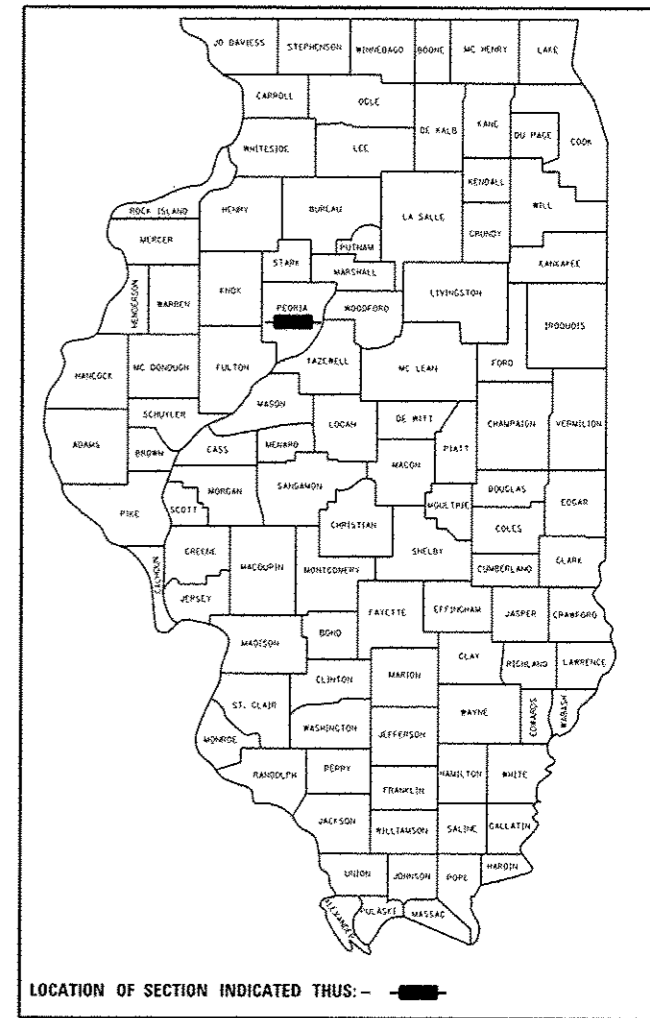 JO DAVIESS
STEPHENSON
WINNEBAGO
BOONE
MC HENRY
LAKE
CARROLL
OGLE
DE KALB
KANE
DU PAGE
COOK
WHITESIDE
LEE
KENDALL
WILL
ROCK ISLAND
HENRY
BUREAU
LA SALLE
GRUNDY
MERCER
PUTNAM
STARK
MARSHALL
KANKAKEE
HENDERSON
WARREN
KNOX
PEORIA
WOODFORD
LIVINGSTON
IROQUOIS
HANCOCK
MC DONOUGH
FULTON
TAZEWELL
MC LEAN
FORD
MASON
SCHUYLER
LOGAN
DE WITT
CHAMPAIGN
VERMILION
ADAMS
BROWN
CASS
MENARD
PIATT
MACON
PIKE
SCOTT
MORGAN
SANGAMON
MOULTRIE
DOUGLAS
EDGAR
CHRISTIAN
COLES
CALHOUN
GREENE
MACOUPIN
MONTGOMERY
SHELBY
CUMBERLAND
CLARK
JERSEY
FAYETTE
EFFINGHAM
JASPER
CRAWFORD
MADISON
BOND
CLAY
RICHLAND
LAWRENCE
CLINTON
MARION
ST. CLAIR
WAYNE
EDWARDS
WABASH
WASHINGTON
JEFFERSON
MONROE
RANDOLPH
PERRY
HAMILTON
WHITE
FRANKLIN
JACKSON
WILLIAMSON
SALINE
GALLATIN
UNION
JOHNSON
POPE
HARDIN
ALEXANDER
PULASKI
MASSAC
LOCATION OF SECTION INDICATED THUS: –